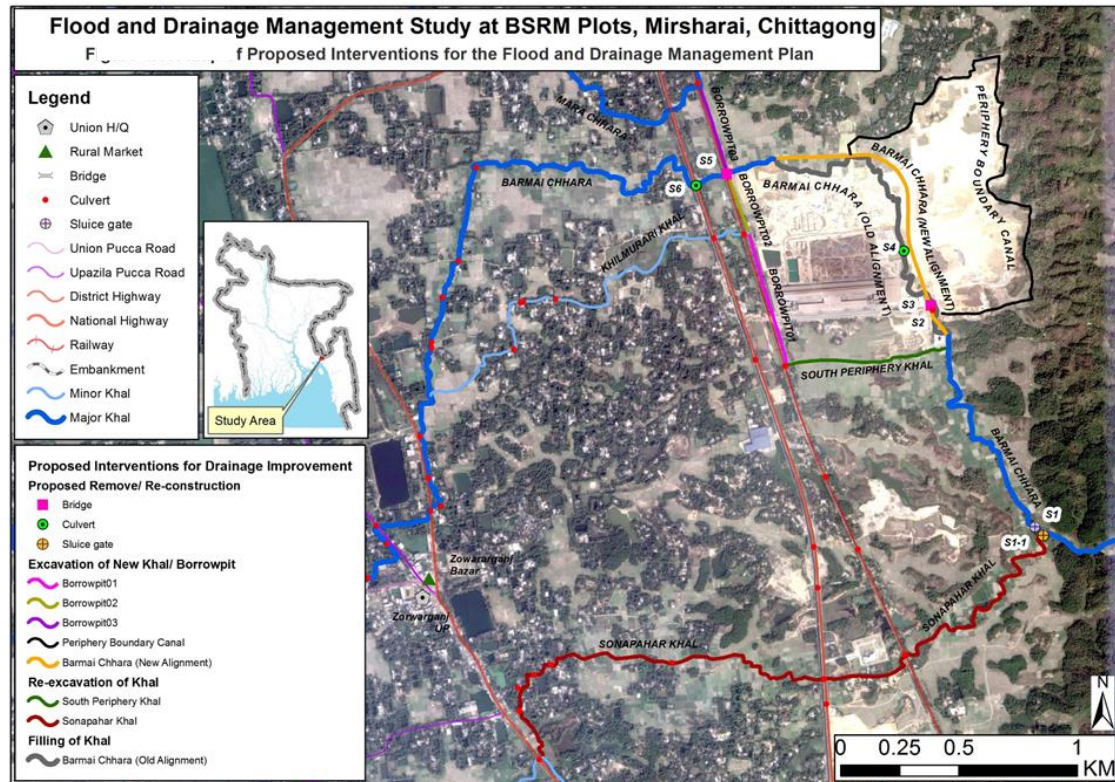 Flood and Drainage Management Study at BSRM Plots, Mirsharai, Chittagong
f Proposed Interventions for the Flood and Drainage Management Plan
Legend
Union H/Q
Rural Market
Bridge
Culvert
Sluice gate
Union Pucca Road
Upazila Pucca Road
District Highway
National Highway
Railway
Embankment
Minor Khal
Major Khal
Study Area
Proposed Interventions for Drainage Improvement
Proposed Remove/ Re-construction
Bridge
Culvert
Sluice gate
Excavation of New Khal/ Borrowpit
Borrowpit01
Borrowpit02
Borrowpit03
Periphery Boundary Canal
Barmai Chhara (New Alignment)
Re-excavation of Khal
South Periphery Khal
Sonapahar Khal
Filling of Khal
Barmai Chhara (Old Alignment)
MARA CHHARA
BORROWPIT03
S5
S6
BARMAI CHHARA
BARMAI CHHARA (OLD ALIGNMENT)
BARMAI CHHARA (NEW ALIGNMENT)
PERIPHERY BOUNDARY CANAL
BORROWPIT02
KHILMURARI KHAL
S4
S3
S2
BORROWPIT01
SOUTH PERIPHERY KHAL
BARMAI CHHARA
S1
S1-1
Zowararganj
Bazar
Zorwarganj
UP
SONAPAHAR KHAL
SONAPAHAR KHAL
N
0 0.25 0.5 1
KM